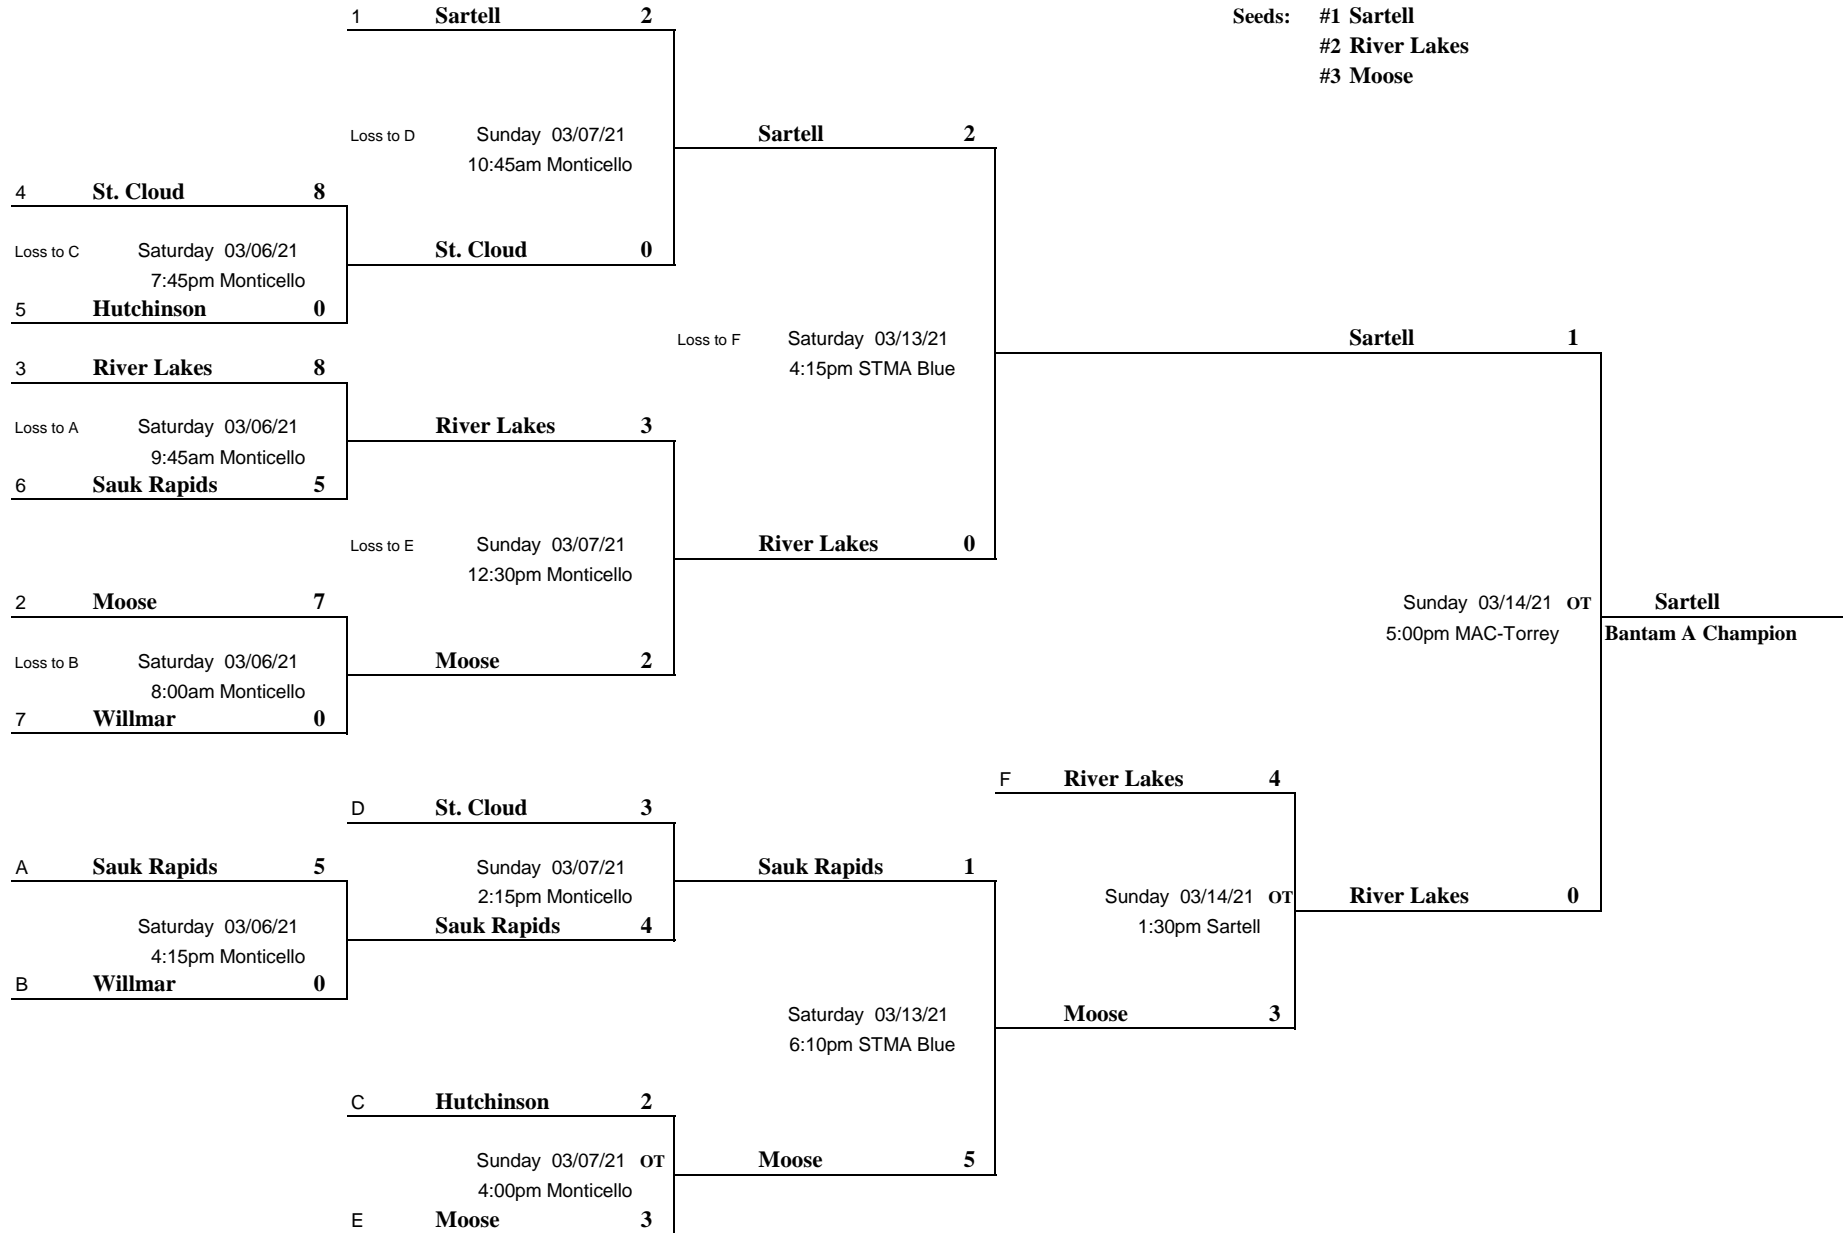 1 Sartell 2
Seeds: #1 Sartell
#2 River Lakes
#3 Moose
Loss to D Sunday 03/07/21
10:45am Monticello
Sartell 2
4 St. Cloud 8
Loss to C Saturday 03/06/21
7:45pm Monticello
5 Hutchinson 0
St. Cloud 0
Loss to F Saturday 03/13/21
4:15pm STMA Blue
Sartell 1
3 River Lakes 8
Loss to A Saturday 03/06/21
9:45am Monticello
6 Sauk Rapids 5
River Lakes 3
Loss to E Sunday 03/07/21
12:30pm Monticello
River Lakes 0
2 Moose 7
Loss to B Saturday 03/06/21
8:00am Monticello
7 Willmar 0
Moose 2
Sunday 03/14/21 OT
5:00pm MAC-Torrey
Sartell
Bantam A Champion
F River Lakes 4
D St. Cloud 3
A Sauk Rapids 5
Sunday 03/07/21
2:15pm Monticello
Sauk Rapids 1
Saturday 03/06/21
4:15pm Monticello
Sauk Rapids 4
Sunday 03/14/21 OT
1:30pm Sartell
River Lakes 0
B Willmar 0
Saturday 03/13/21
6:10pm STMA Blue
Moose 3
C Hutchinson 2
Sunday 03/07/21 OT
4:00pm Monticello
Moose 5
E Moose 3